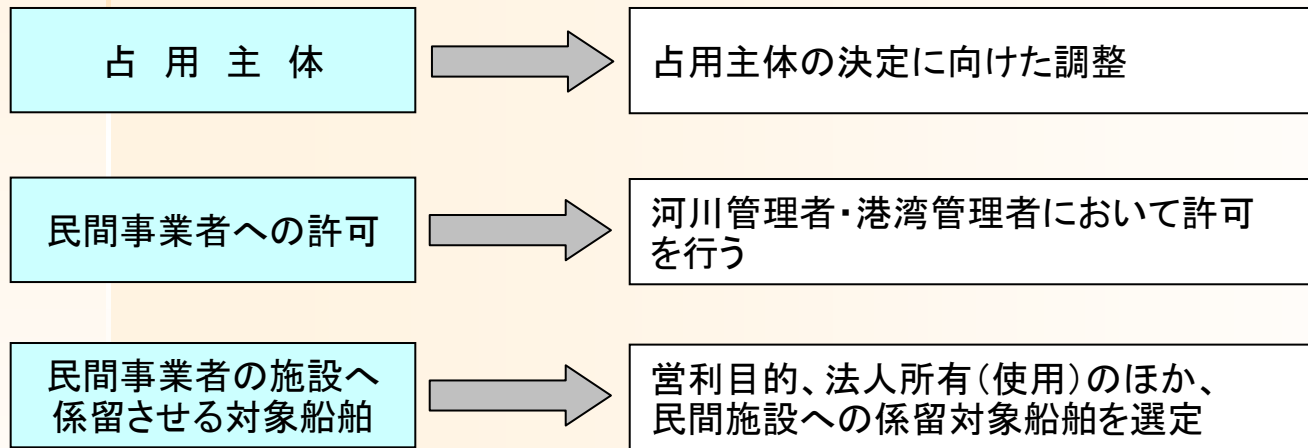 占 用 主 体
占用主体の決定に向けた調整
民間事業者への許可
河川管理者・港湾管理者において許可
を行う
民間事業者の施設へ
係留させる対象船舶
営利目的、法人所有(使用)のほか、
民間施設への係留対象船舶を選定